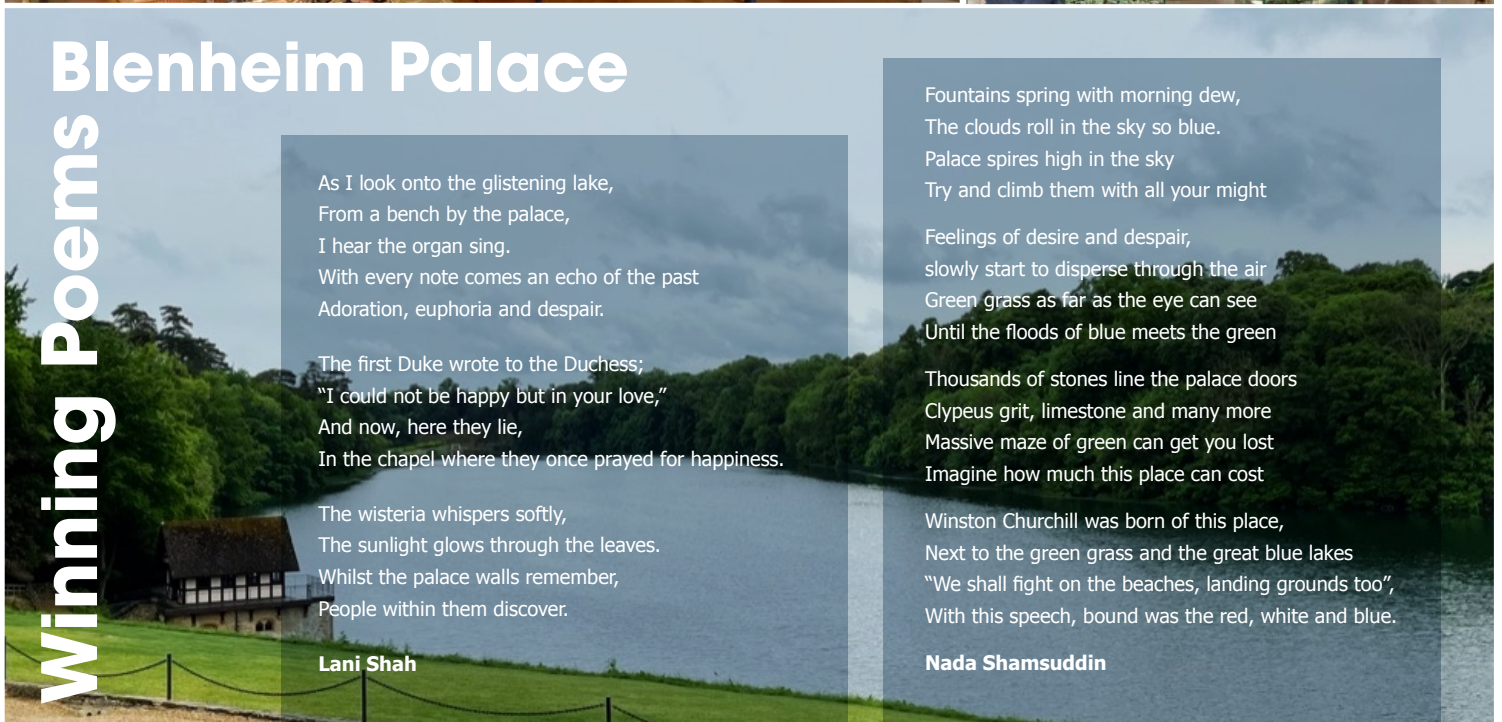 Blenheim Palace
Winning Poems
As I look onto the glistening lake,
From a bench by the palace,
I hear the organ sing.
With every note comes an echo of the past
Adoration, euphoria and despair.
The first Duke wrote to the Duchess;
“I could not be happy but in your love,”
And now, here they lie,
In the chapel where they once prayed for happiness.
The wisteria whispers softly,
The sunlight glows through the leaves.
Whilst the palace walls remember,
People within them discover.
Lani Shah
Fountains spring with morning dew,
The clouds roll in the sky so blue.
Palace spires high in the sky
Try and climb them with all your might
Feelings of desire and despair,
slowly start to disperse through the air
Green grass as far as the eye can see
Until the floods of blue meets the green
Thousands of stones line the palace doors
Clypeus grit, limestone and many more
Massive maze of green can get you lost
Imagine how much this place can cost
Winston Churchill was born of this place,
Next to the green grass and the great blue lakes
“We shall fight on the beaches, landing grounds too”,
With this speech, bound was the red, white and blue.
Nada Shamsuddin